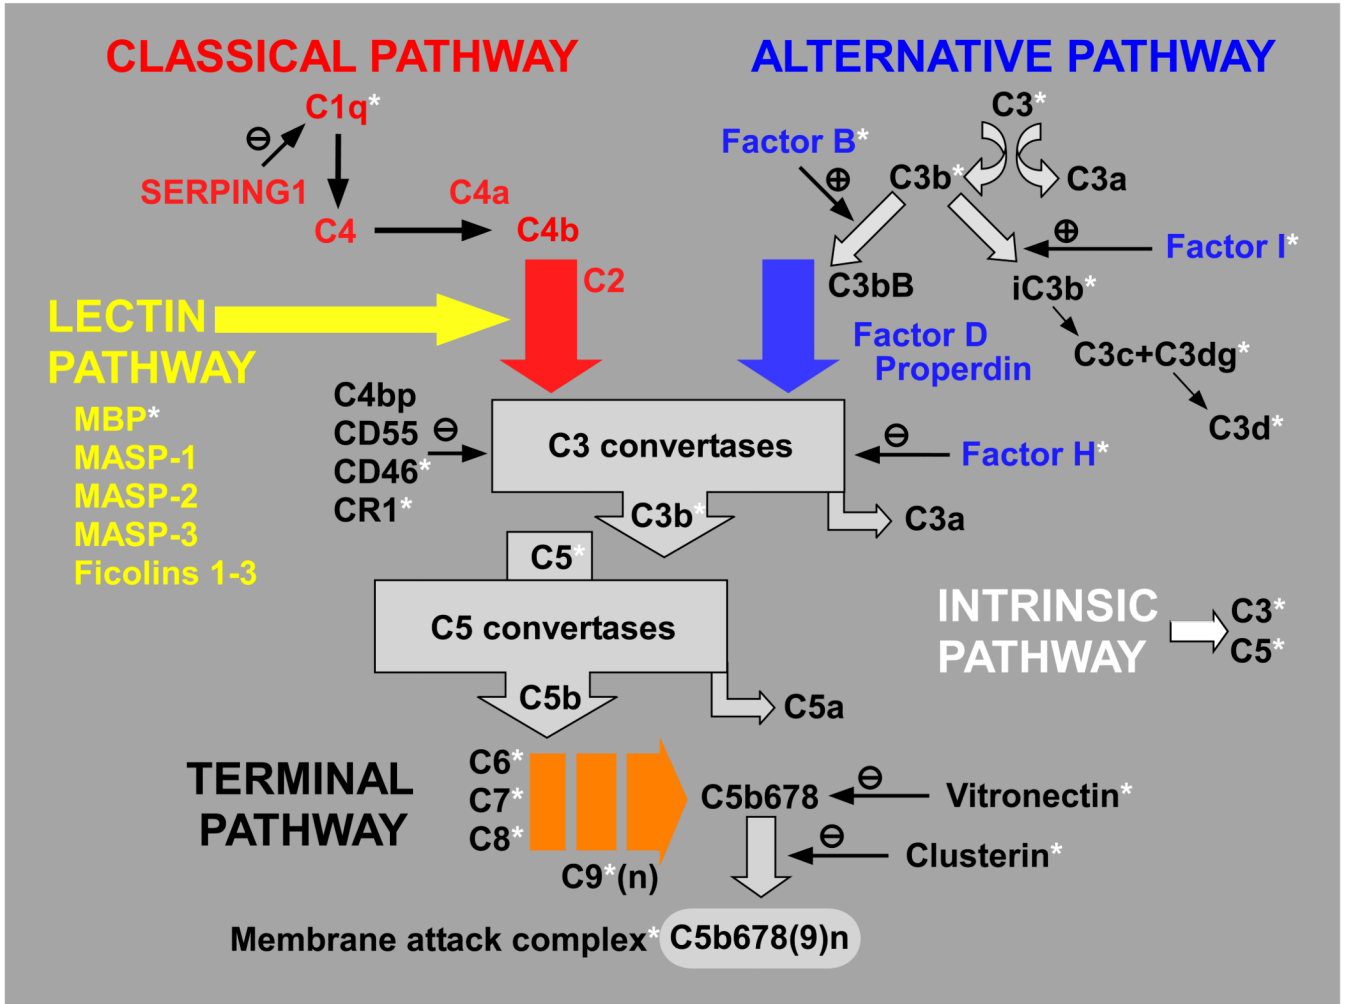 CLASSICAL PATHWAY
ALTERNATIVE PATHWAY
C1q*
⊖
SERPING1
C4
C4a
C4b
C2
C3*
Factor B*
⊕
C3b*
C3a
C3bB
⊕
Factor I*
iC3b*
C3c+C3dg*
C3d*
Factor D
Properdin
LECTIN
PATHWAY
MBP*
MASP-1
MASP-2
MASP-3
Ficolins 1-3
C4bp
CD55
CD46*
CR1*
⊖
C3 convertases
⊖
Factor H*
C3b*
C3a
C5*
C5 convertases
C5b
C5a
INTRINSIC
PATHWAY
C3*
C5*
TERMINAL
PATHWAY
C6*
C7*
C8*
C9*(n)
C5b678
⊖
Vitronectin*
⊖
Clusterin*
Membrane attack complex*
C5b678(9)n